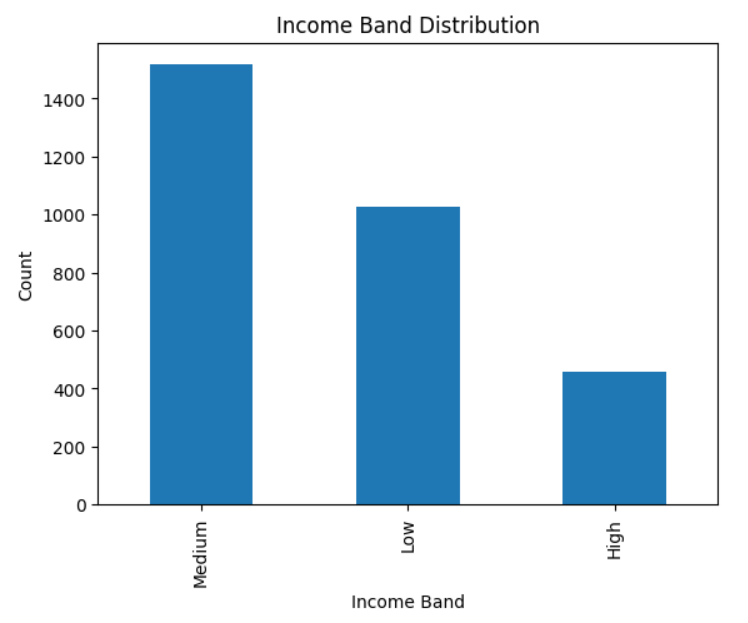 Income Band Distribution
Count
1400
1200
1000
800
600
400
200
0
Medium
Low
High
Income Band